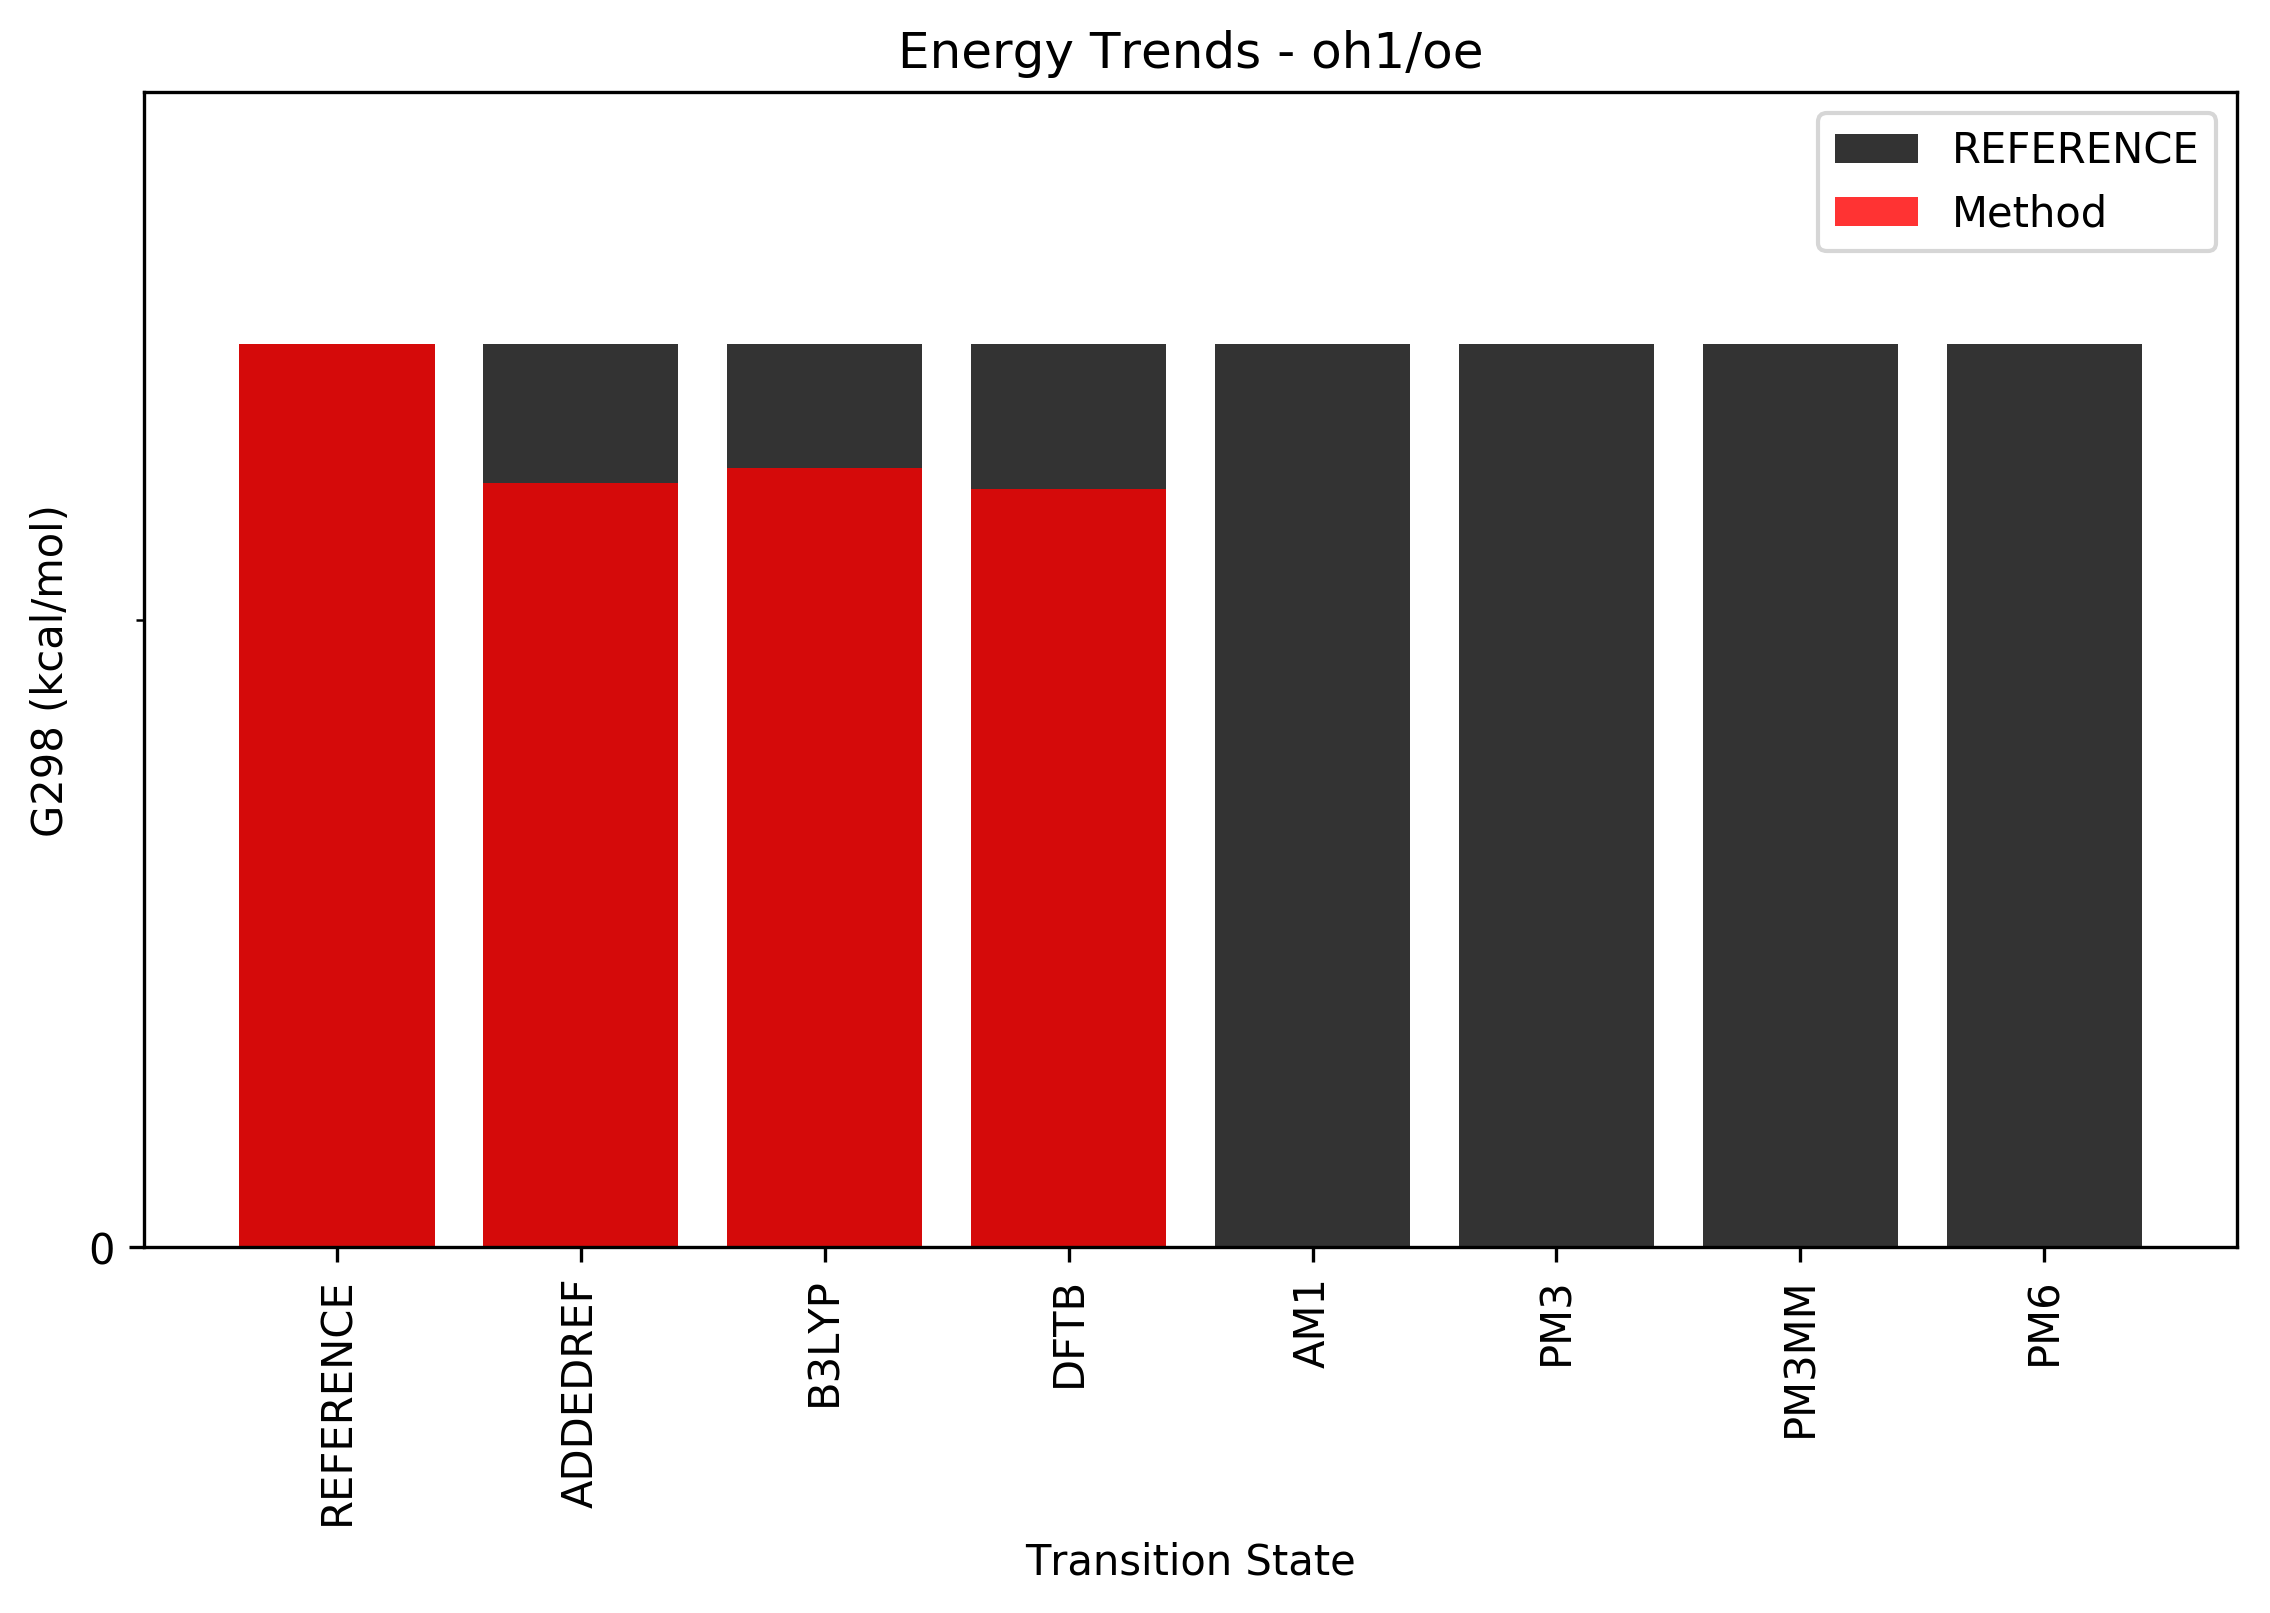 Energy Trends - oh1/oe
REFERENCE
Method
G298 (kcal/mol)
0
REFERENCE
ADDEDREF
B3LYP
DFTB
AM1
PM3
PM3MM
PM6
Transition State